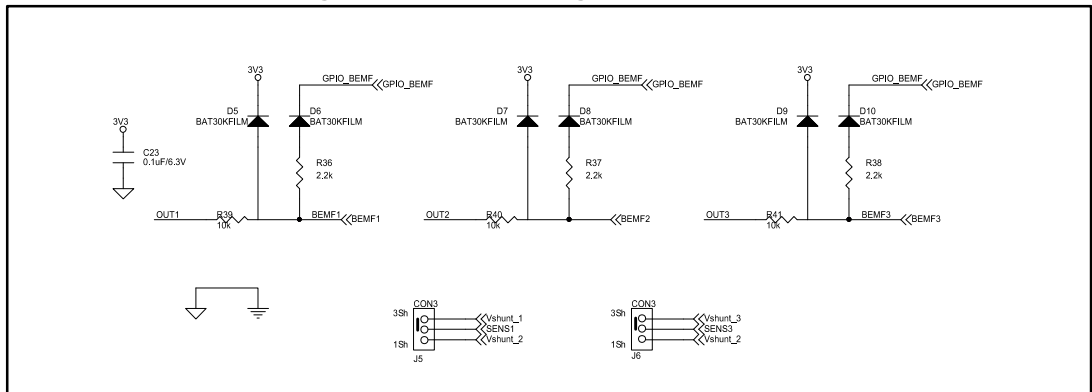 3V3
GPIO_BEMF
GPIO_BEMF
D5
BAT30KFILM
D6
BAT30KFILM
3V3
C23
0.1uF/6.3V
R36
2.2k
OUT1
R39
10k
BEMF1
BEMF1
3V3
GPIO_BEMF
GPIO_BEMF
D7
BAT30KFILM
D8
BAT30KFILM
R37
2.2k
OUT2
R40
10k
BEMF2
3V3
GPIO_BEMF
GPIO_BEMF
D9
BAT30KFILM
D10
BAT30KFILM
R38
2.2k
OUT3
R41
10k
BEMF3
BEMF3
CON3
3Sh
1Sh
J5
Vshunt_1
SENS1
Vshunt_2
CON3
3Sh
1Sh
J6
Vshunt_3
SENS3
Vshunt_2